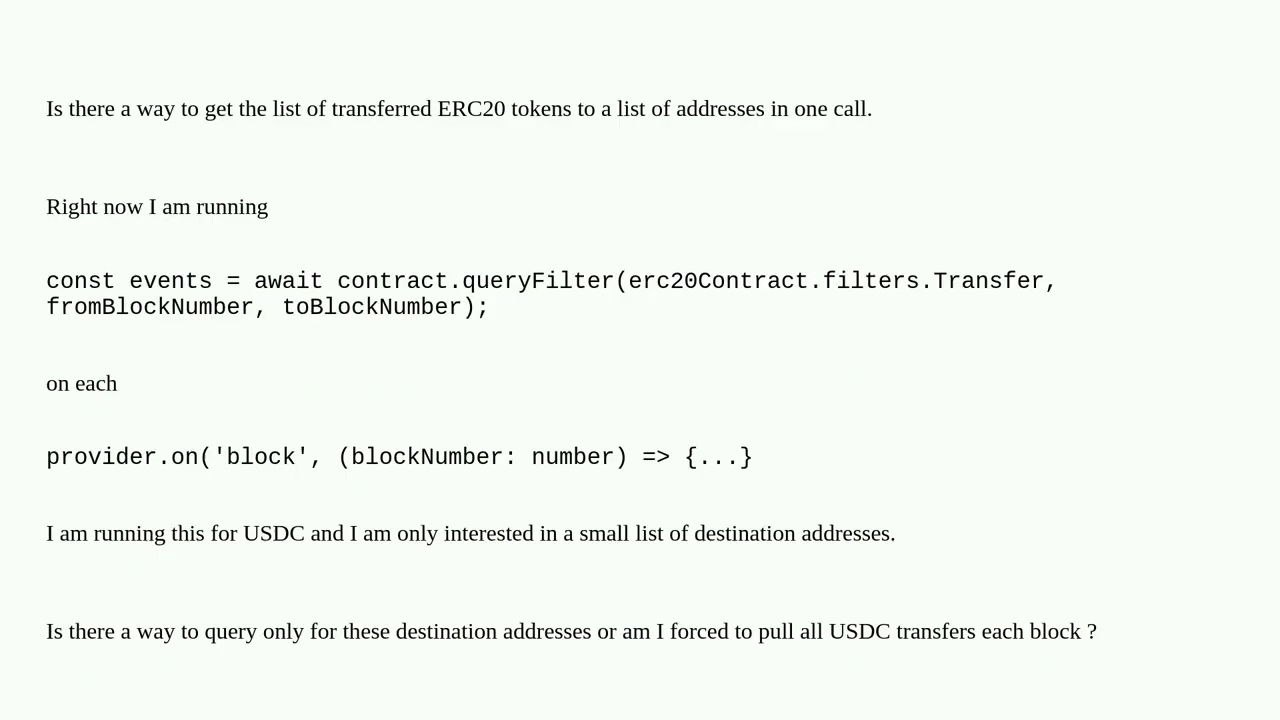 Is there a way to get the list of transferred ERC20 tokens to a list of addresses in one call.
Right now I am running
const events = await contract.queryFilter(erc20Contract.filters.Transfer,
fromBlockNumber, toBlockNumber);
on each
provider.on('block', (blockNumber: number) => {...}
I am running this for USDC and I am only interested in a small list of destination addresses.
Is there a way to query only for these destination addresses or am I forced to pull all USDC transfers each block ?